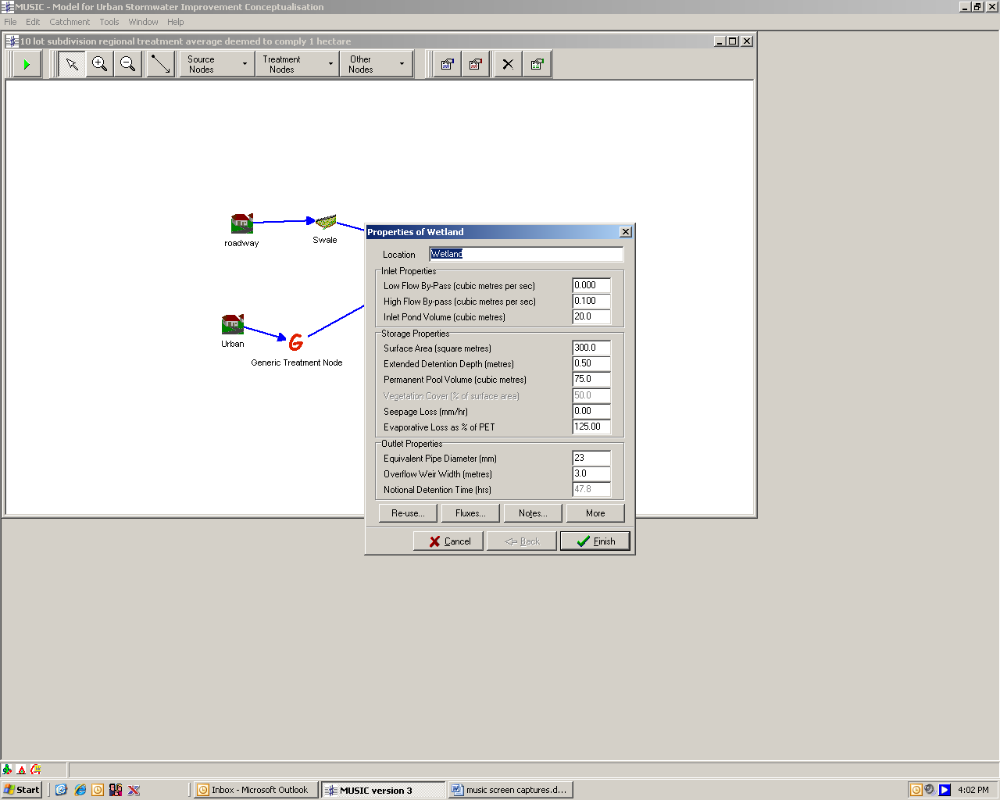 MUSIC - Model for Urban Stormwater Improvement Conceptualisation
File Edit Catchment Tools Window Help
10 lot subdivision regional treatment average deemed to comply 1 hectare
Source Nodes
Treatment Nodes
Other Nodes
roadway
Swale
Urban
Generic Treatment Node
Properties of Wetland
Location Wetland
Inlet Properties
Low Flow By-Pass (cubic metres per sec) 0.000
High Flow By-pass (cubic metres per sec) 0.100
Inlet Pond Volume (cubic metres) 20.0
Storage Properties
Surface Area (square metres) 300.0
Extended Detention Depth (metres) 0.50
Permanent Pool Volume (cubic metres) 75.0
Vegetation Cover (% of surface area) 50.0
Seepage Loss (mm/hr) 0.00
Evaporative Loss as % of PET 125.00
Outlet Properties
Equivalent Pipe Diameter (mm) 23
Overflow Weir Width (metres) 3.0
Notional Detention Time (hrs) 47.8
Re-use... Fluxes... Notes... More
Cancel Back Finish
Start Inbox - Microsoft Outlook MUSIC version 3 music screen captures.d... 4:02 PM